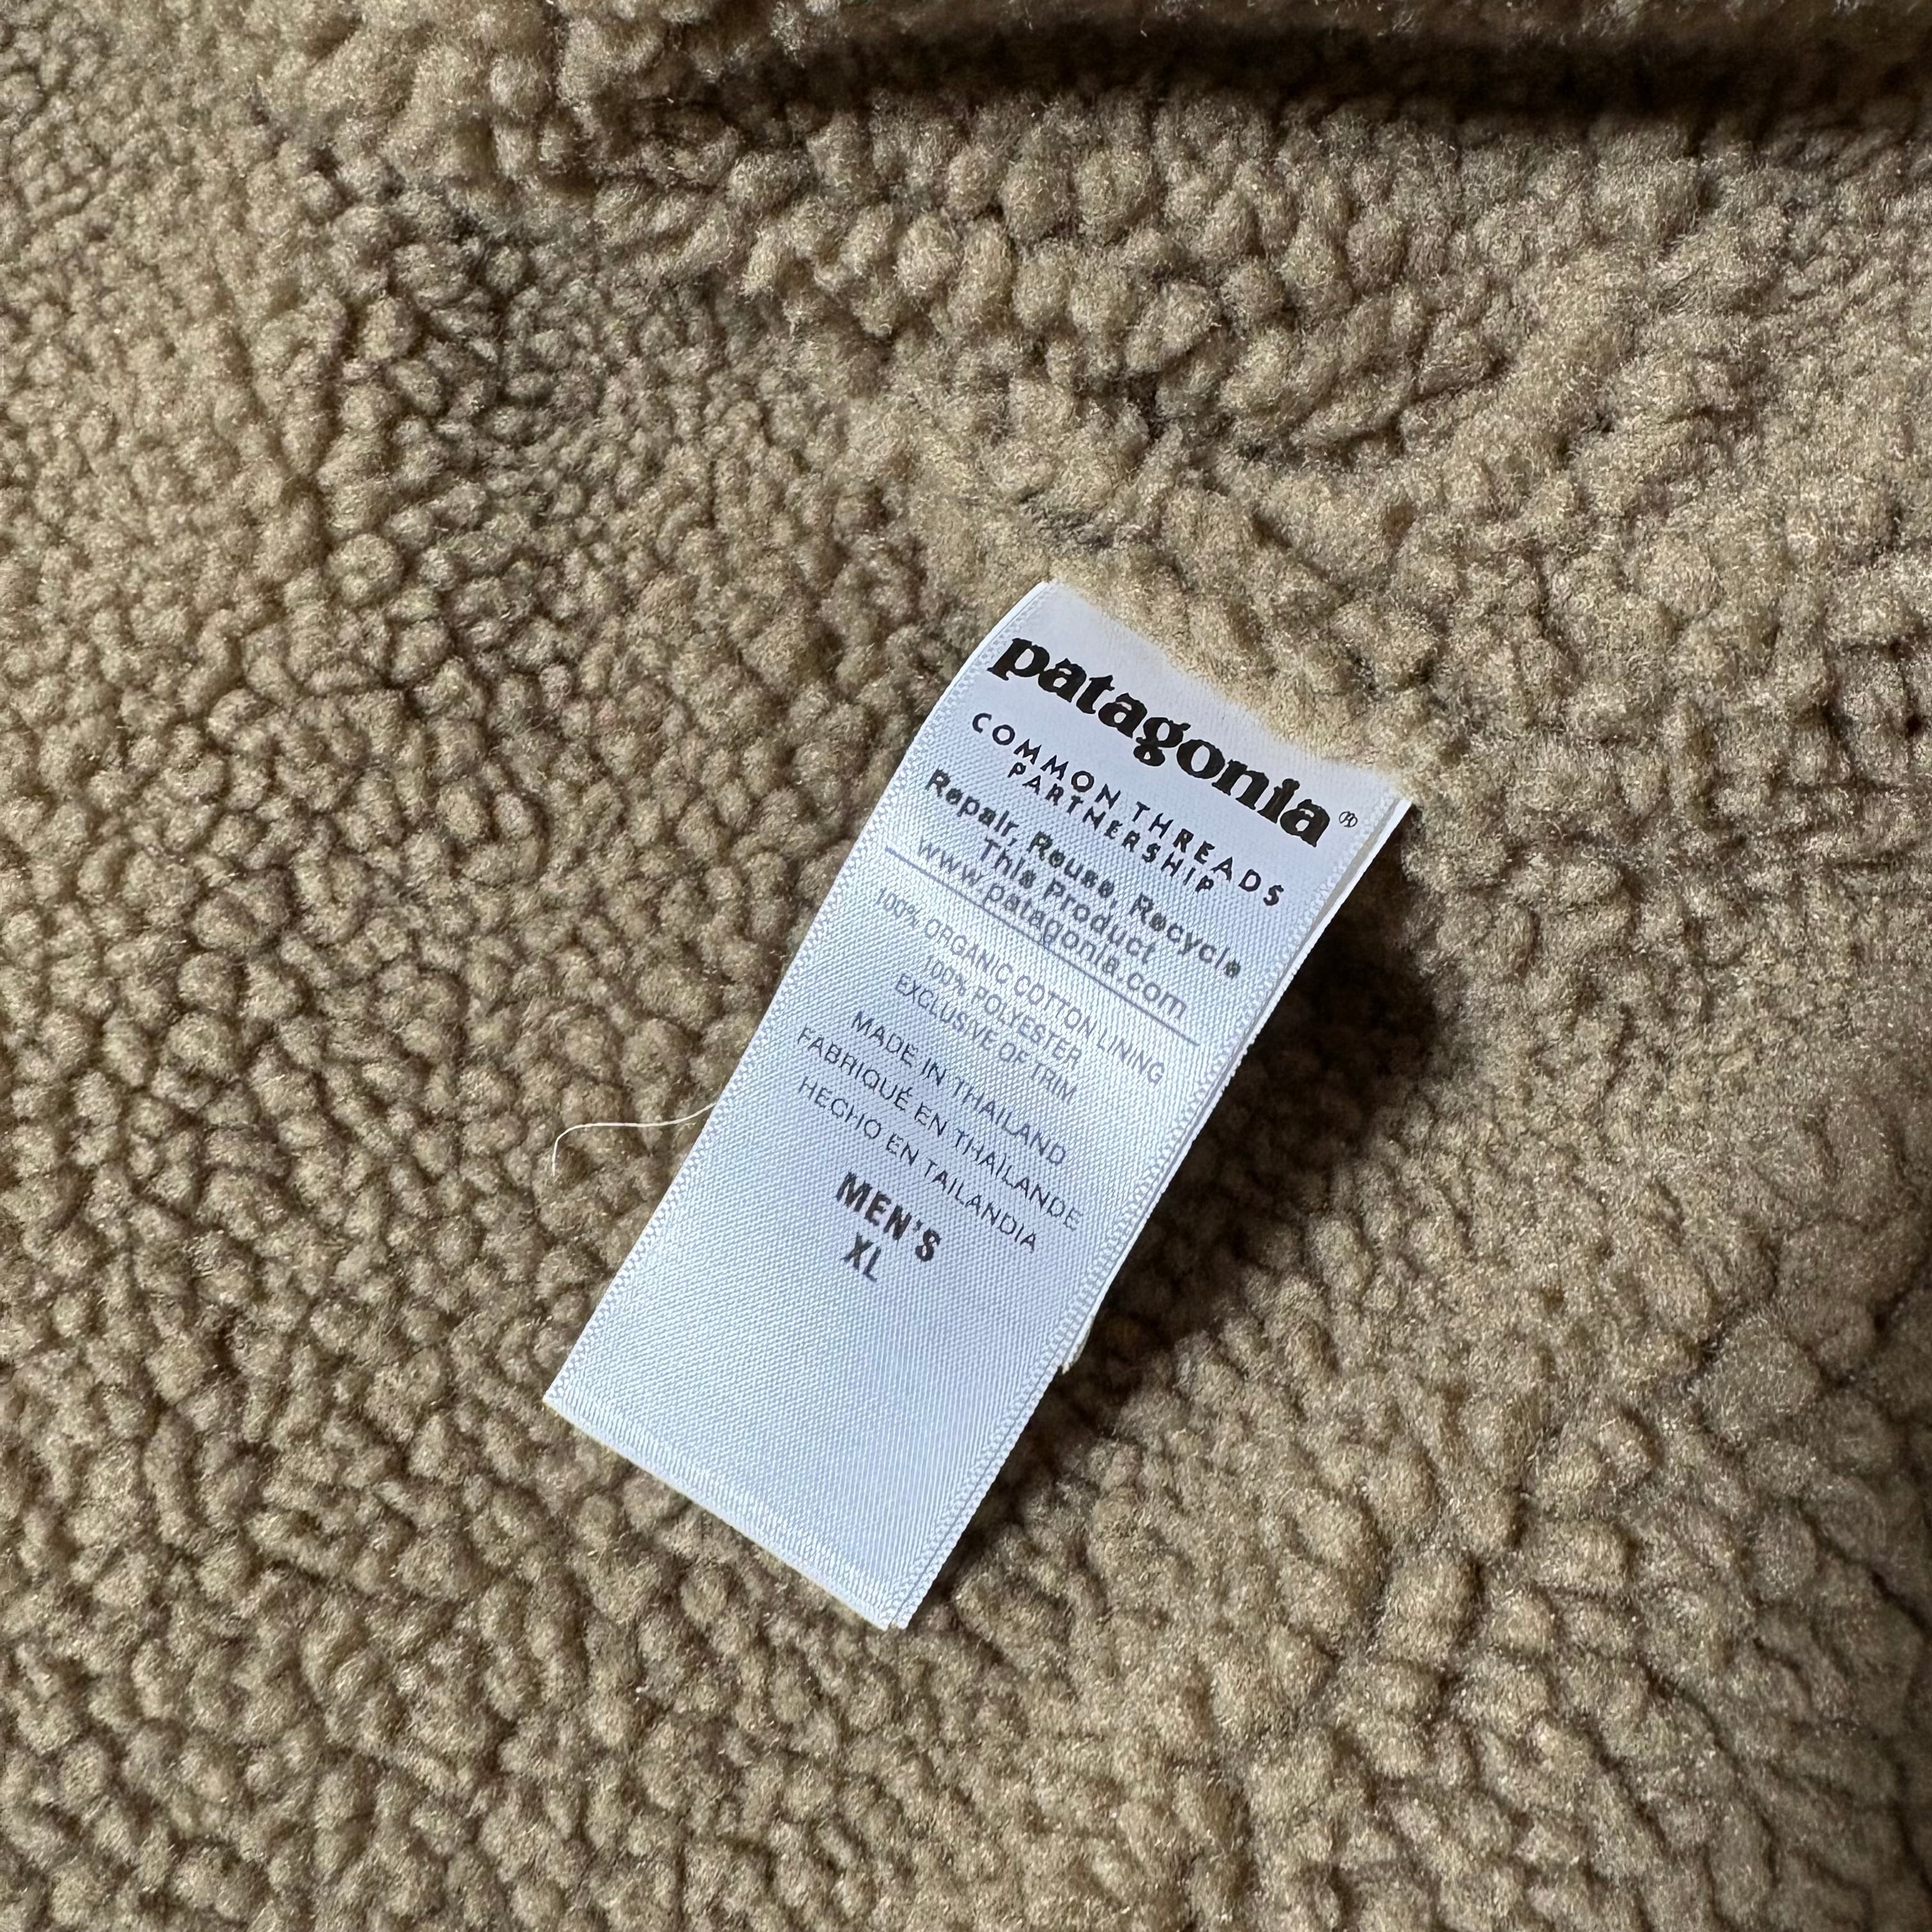 patagonia®
COMMON THREADS
PARTNERSHIP
Repair, Reuse, Recycle
This Product
www.patagonia.com
100% ORGANIC COTTON LINING
100% POLYESTER
EXCLUSIVE OF TRIM
MADE IN THAILAND
FABRIQUÉ EN THAÏLANDE
HECHO EN TAILANDIA
MEN'S
XL